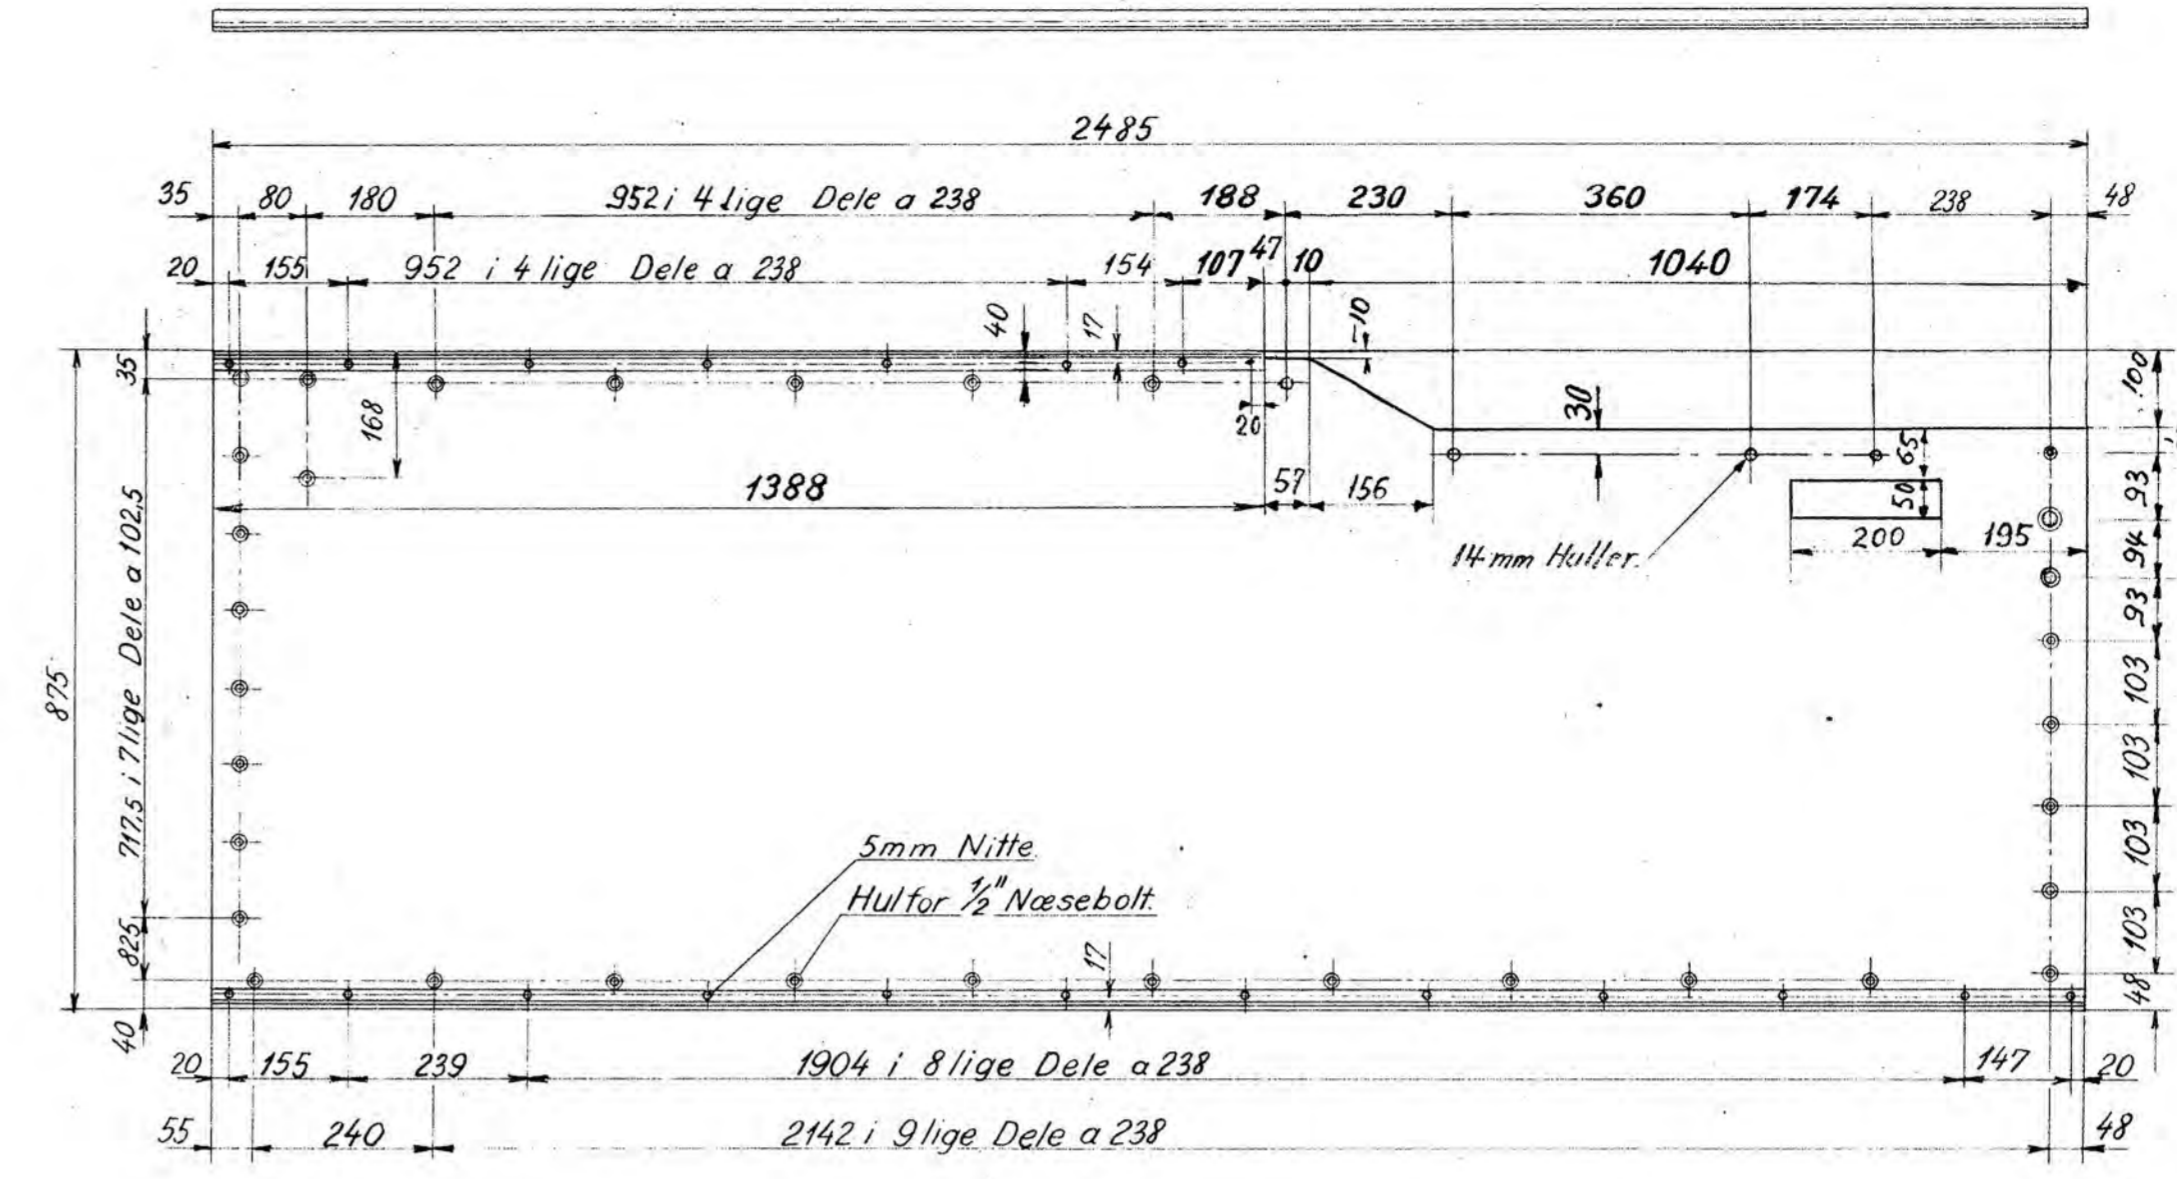 2485
35 80 180 952 i 4 lige Dele a 238 188 230 360 174 238 48
20 155 952 i 4 lige Dele a 238 154 107 47 10 1040
40 17 10
35 168 20 30 100
1388 57 156 65 50
14 mm Huller. 200 195
93
94
93
103
103
103
103
48
875
717,5 i 7 lige Dele a 102,5
825
40
5mm Nitte.
Hul for 1/2" Næsebolt.
17
20 155 239 1904 i 8 lige Dele a 238 147 20
55 240 2142 i 9 lige Dele a 238 48